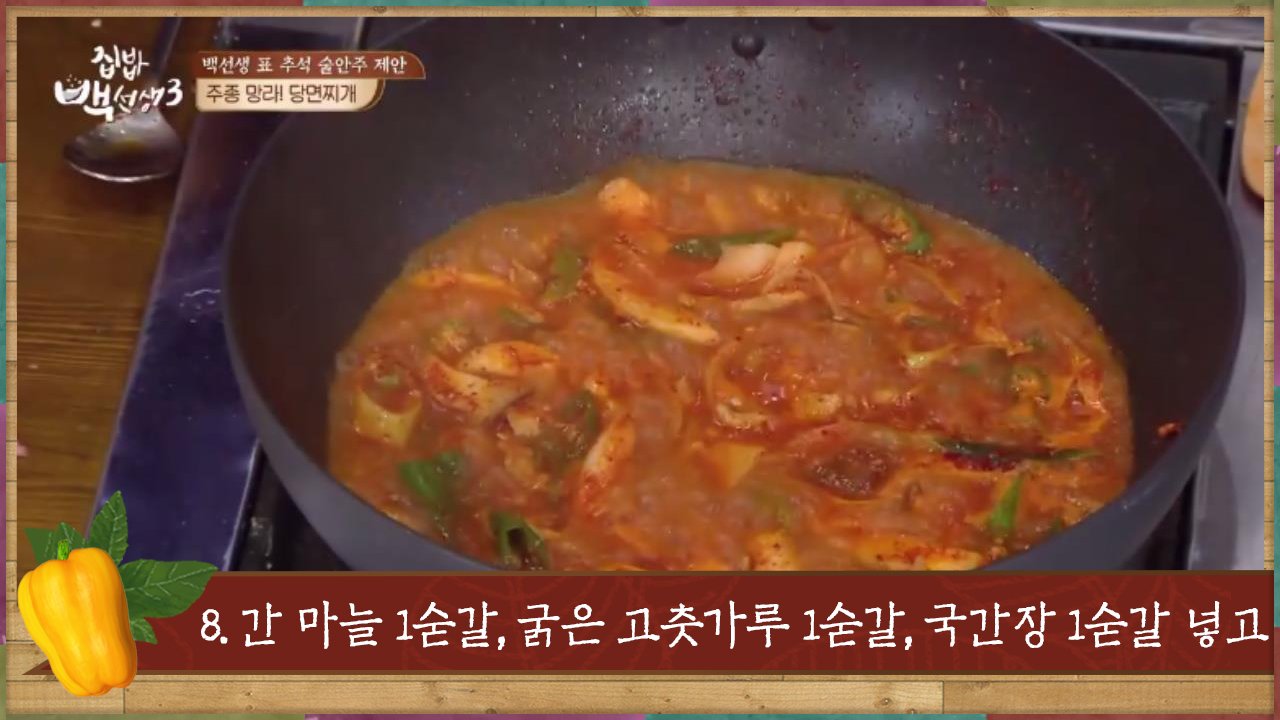 집밥
백선생3
백선생 표 추석 술안주 제안
주종 망라! 당면찌개
8. 간 마늘 1숟갈, 굵은 고춧가루 1숟갈, 국간장 1숟갈 넣고